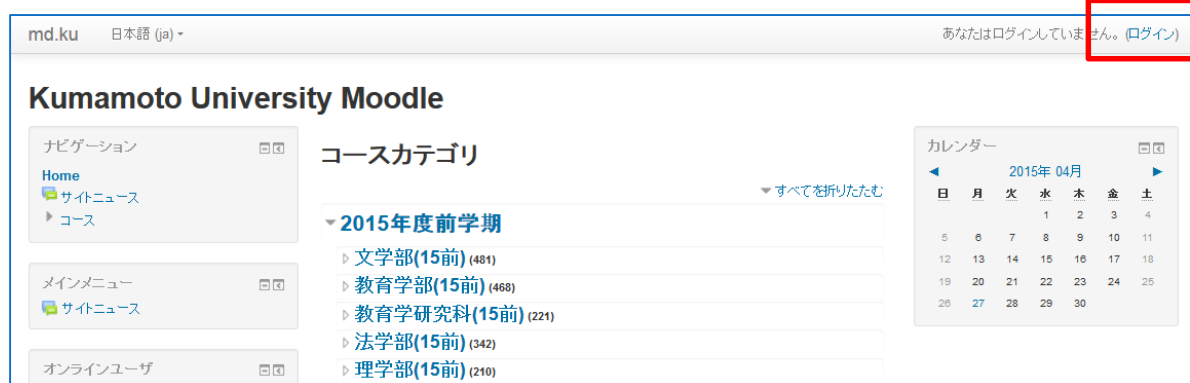 md.ku 日本語 (ja) あなたはログインしていません。(ログイン)
Kumamoto University Moodle
ナビゲーション
Home
サイトニュース
コース
メインメニュー
サイトニュース
オンラインユーザ
コースカテゴリ
すべてを折りたたむ
2015年度前学期
文学部(15前) (481)
教育学部(15前) (468)
教育学研究科(15前) (221)
法学部(15前) (342)
理学部(15前) (210)
カレンダー
2015年 04月
日 月 火 水 木 金 土
1 2 3 4
5 6 7 8 9 10 11
12 13 14 15 16 17 18
19 20 21 22 23 24 25
26 27 28 29 30